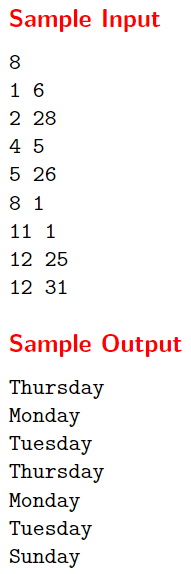 Sample Input
8
1 6
2 28
4 5
5 26
8 1
11 1
12 25
12 31
Sample Output
Thursday
Monday
Tuesday
Thursday
Monday
Tuesday
Sunday